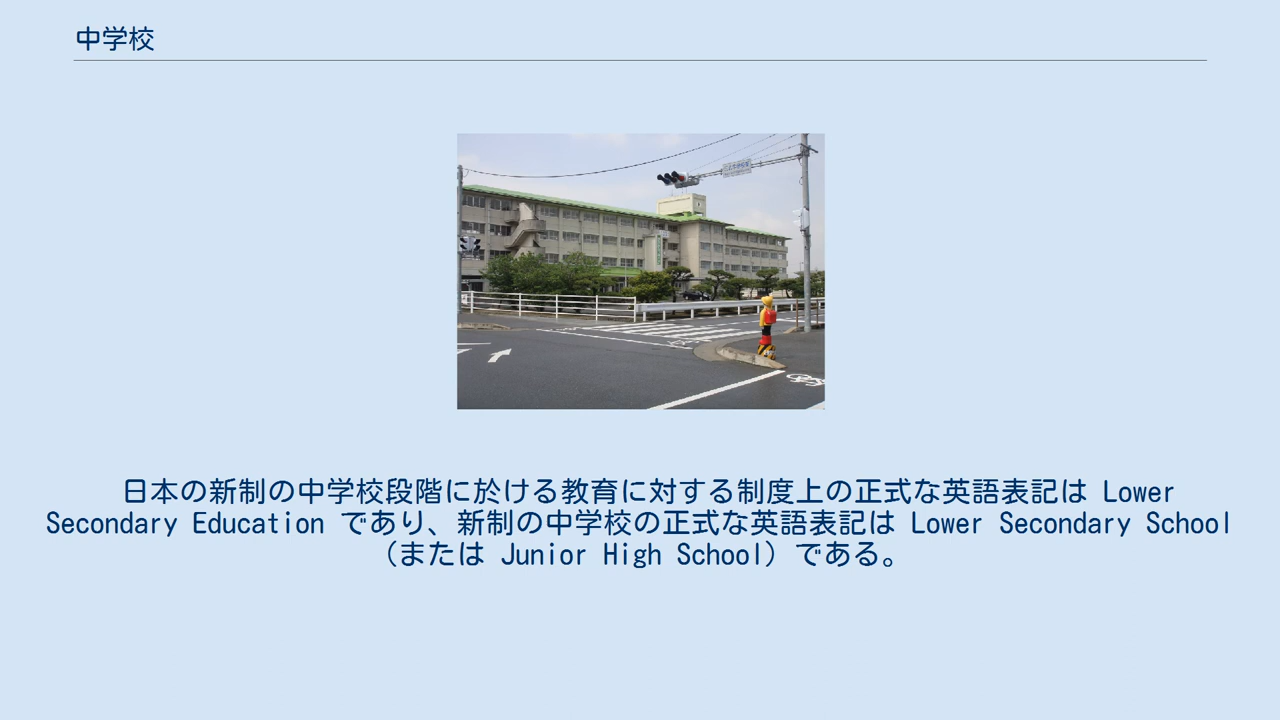 中学校
日本の新制の中学校段階に於ける教育に対する制度上の正式な英語表記は Lower
Secondary Education であり、新制の中学校の正式な英語表記は Lower Secondary School
（または Junior High School）である。